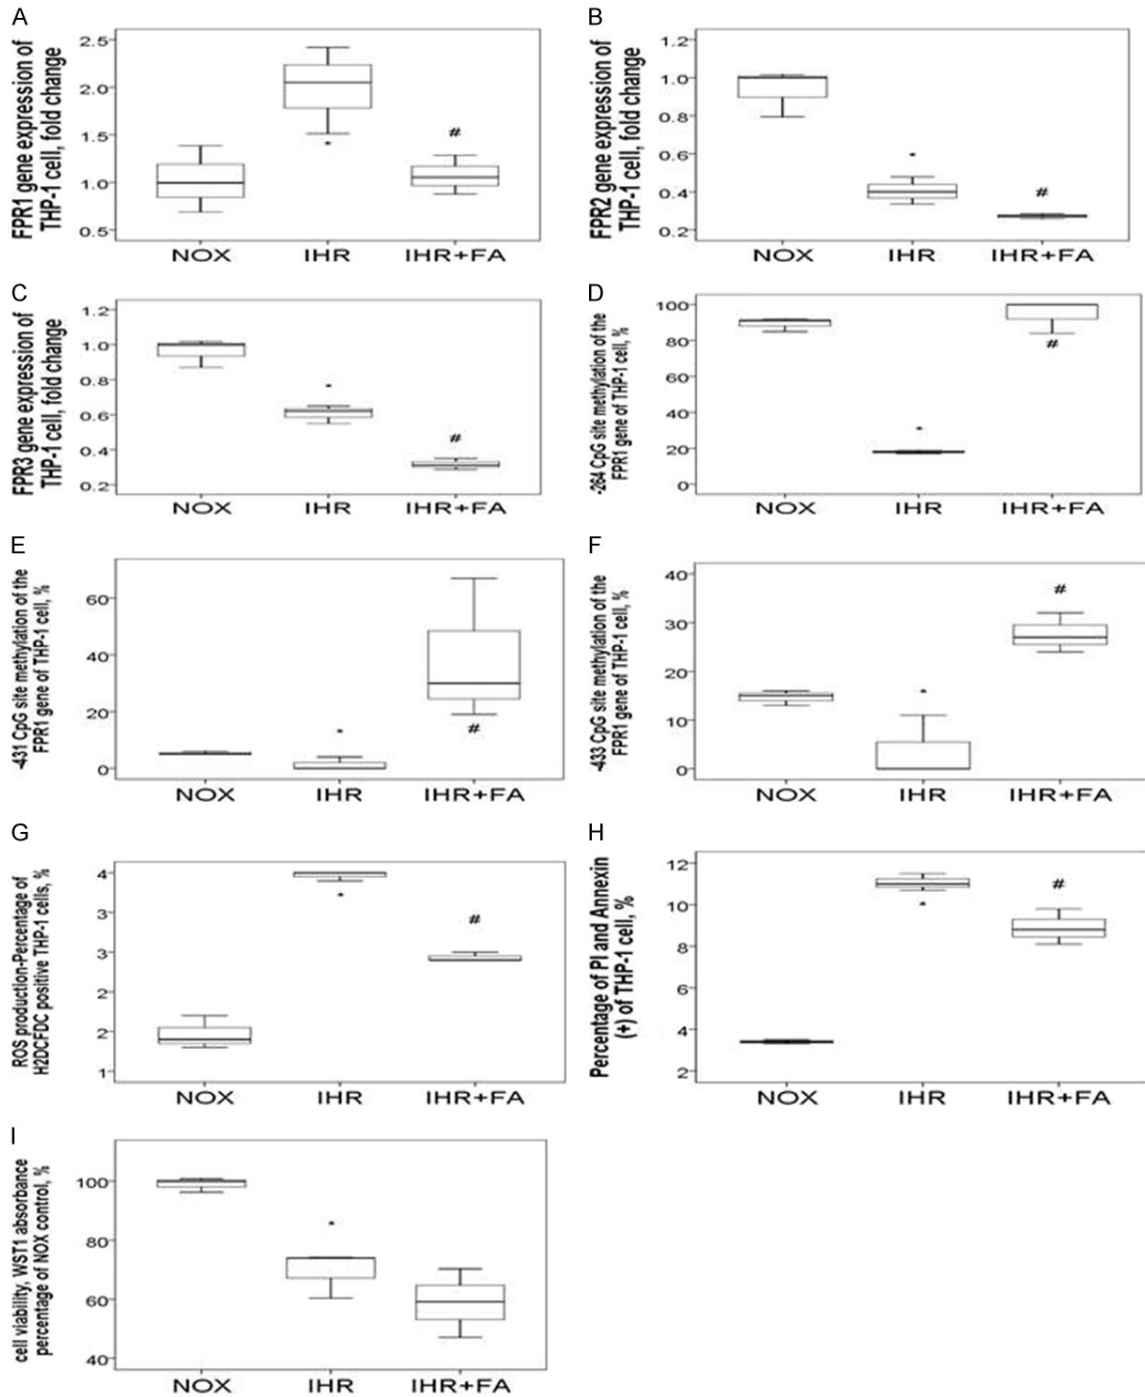 A
FPR1 gene expression of
THP-1 cell, fold change
2.5
2.0
1.5
1.0
0.5
*
#
NOX
IHR
IHR+FA
B
FPR2 gene expression of
THP-1 cell, fold change
1.2
1.0
0.8
0.6
0.4
0.2
*
#
NOX
IHR
IHR+FA
C
FPR3 gene expression of
THP-1 cell, fold change
1.2
1.0
0.8
0.6
0.4
0.2
*
#
NOX
IHR
IHR+FA
D
-264 CpG site methylation of the
FPR1 gene of THP-1 cell, %
100
80
60
40
20
0
*
#
NOX
IHR
IHR+FA
E
-431 CpG site methylation of the
FPR1 gene of THP-1 cell, %
60
40
20
0
*
#
NOX
IHR
IHR+FA
F
-433 CpG site methylation of the
FPR1 gene of THP-1 cell, %
40
30
20
10
0
*
#
NOX
IHR
IHR+FA
G
ROS production-Percentage of
H2DCFDC positive THP-1 cells, %
4
3
3
2
2
1
*
#
NOX
IHR
IHR+FA
H
Percentage of PI and Annexin
(+) of THP-1 cell, %
12
10
8
6
4
2
*
#
NOX
IHR
IHR+FA
I
cell viability, WST1 absorbance
percentage of NOX control, %
100
80
60
40
*
NOX
IHR
IHR+FA